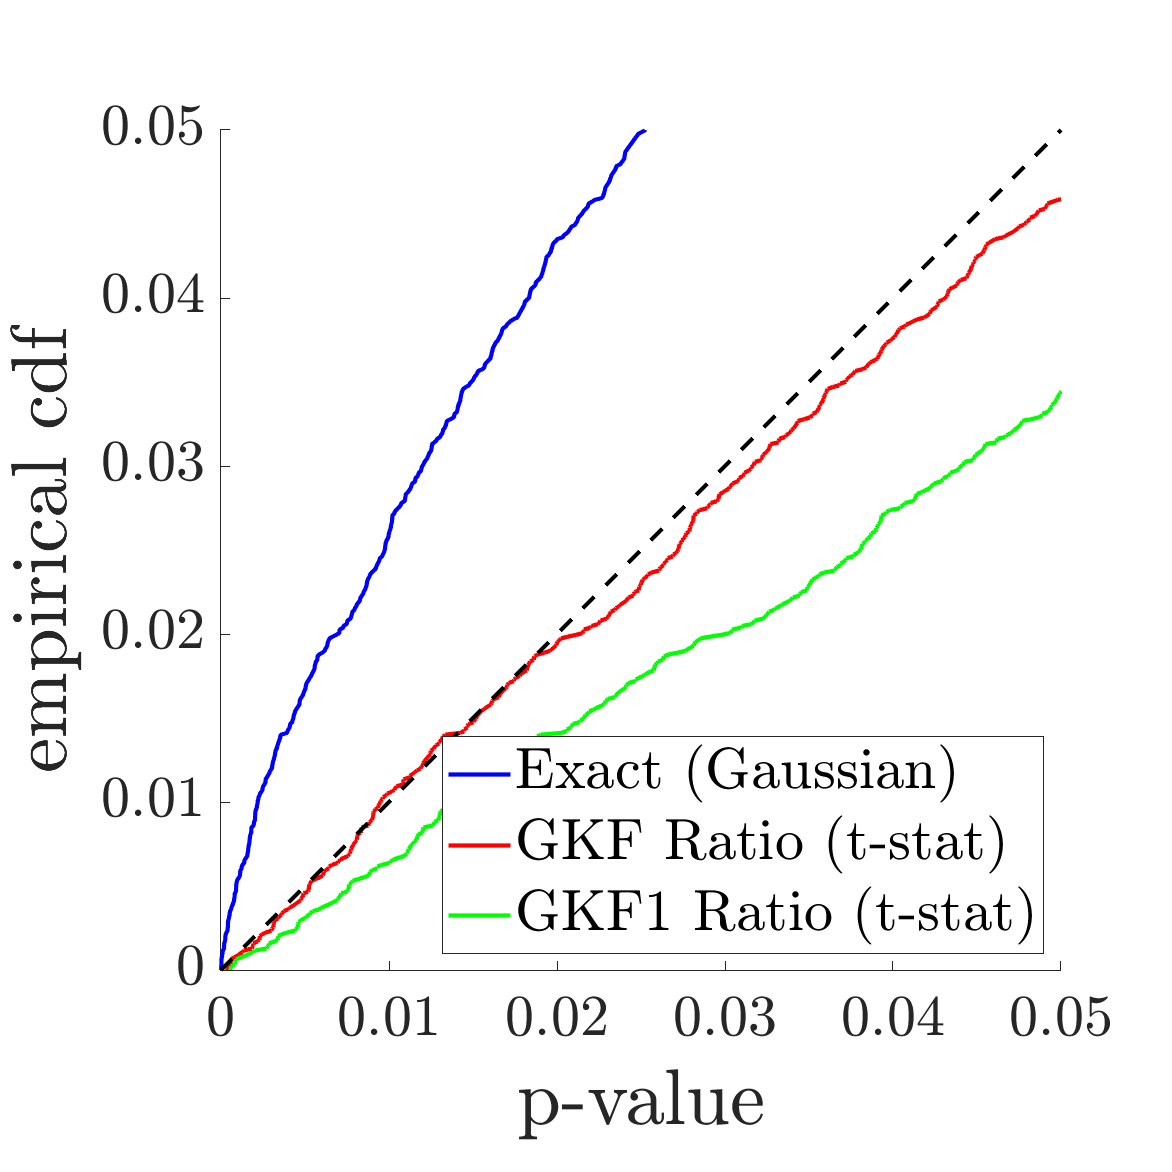 0.05
0.04
0.03
0.02
0.01
0
empirical cdf
Exact (Gaussian)
GKF Ratio (t-stat)
GKF1 Ratio (t-stat)
0 0.01 0.02 0.03 0.04 0.05
p-value